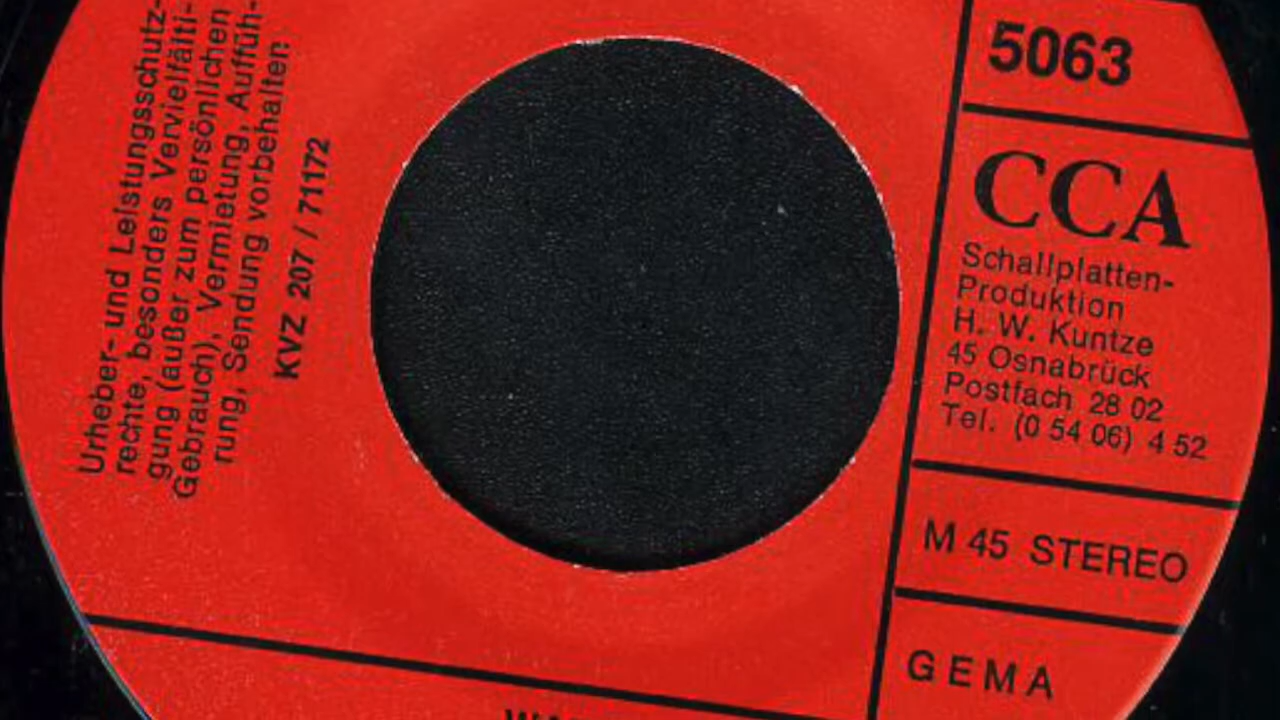 Urheber- und Leistungsschutz-
rechte, besonders Vervielfälti-
gung (außer zum persönlichen
Gebrauch), Vermietung, Auffüh-
rung, Sendung vorbehalten
KVZ 207 / 71172
5063
CCA
Schallplatten-
Produktion
H. W. Kuntze
45 Osnabrück
Postfach 28 02
Tel. (0 54 06) 4 52
M 45 STEREO
GEMA